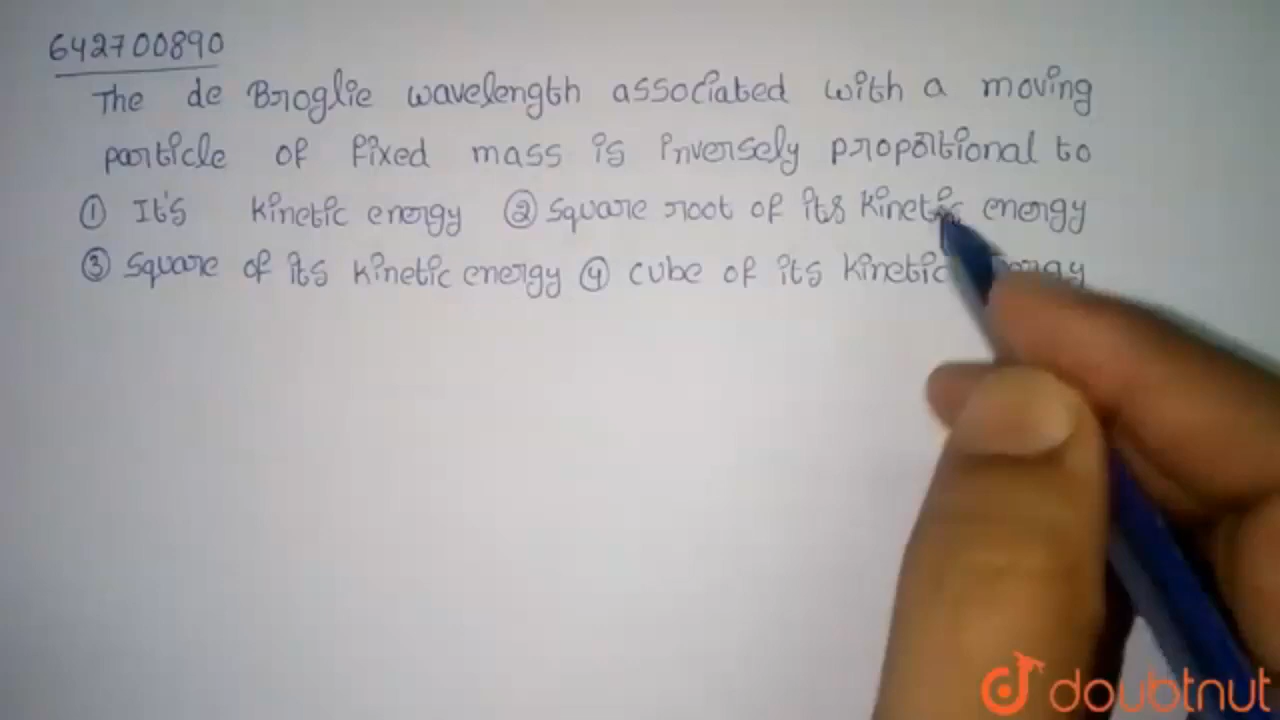 642700890
The de Broglie wavelength associated with a moving
particle of fixed mass is inversely proportional to
① It's kinetic energy ② square root of its kinetic energy
③ square of its kinetic energy ④ cube of its kinetic
doubtnut